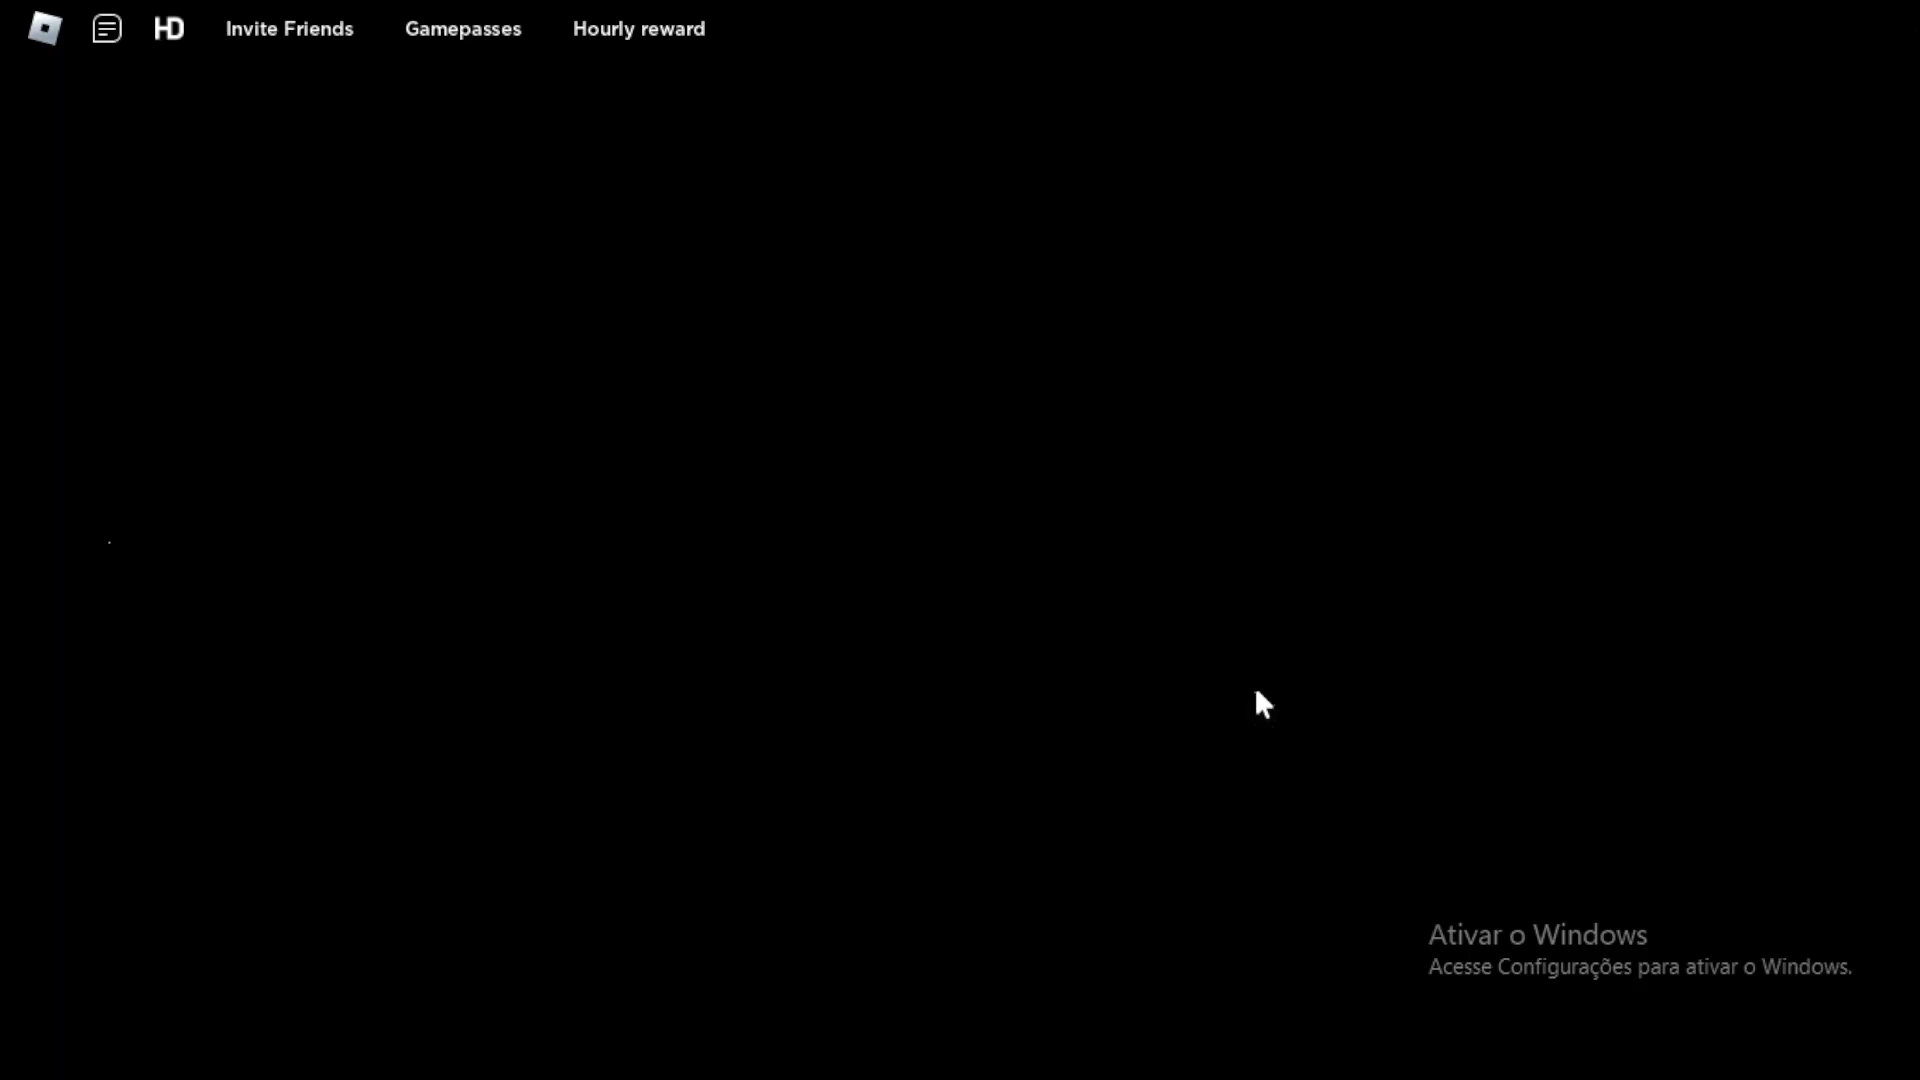 HD Invite Friends Gamepasses Hourly reward
Ativar o Windows
Acesse Configurações para ativar o Windows.